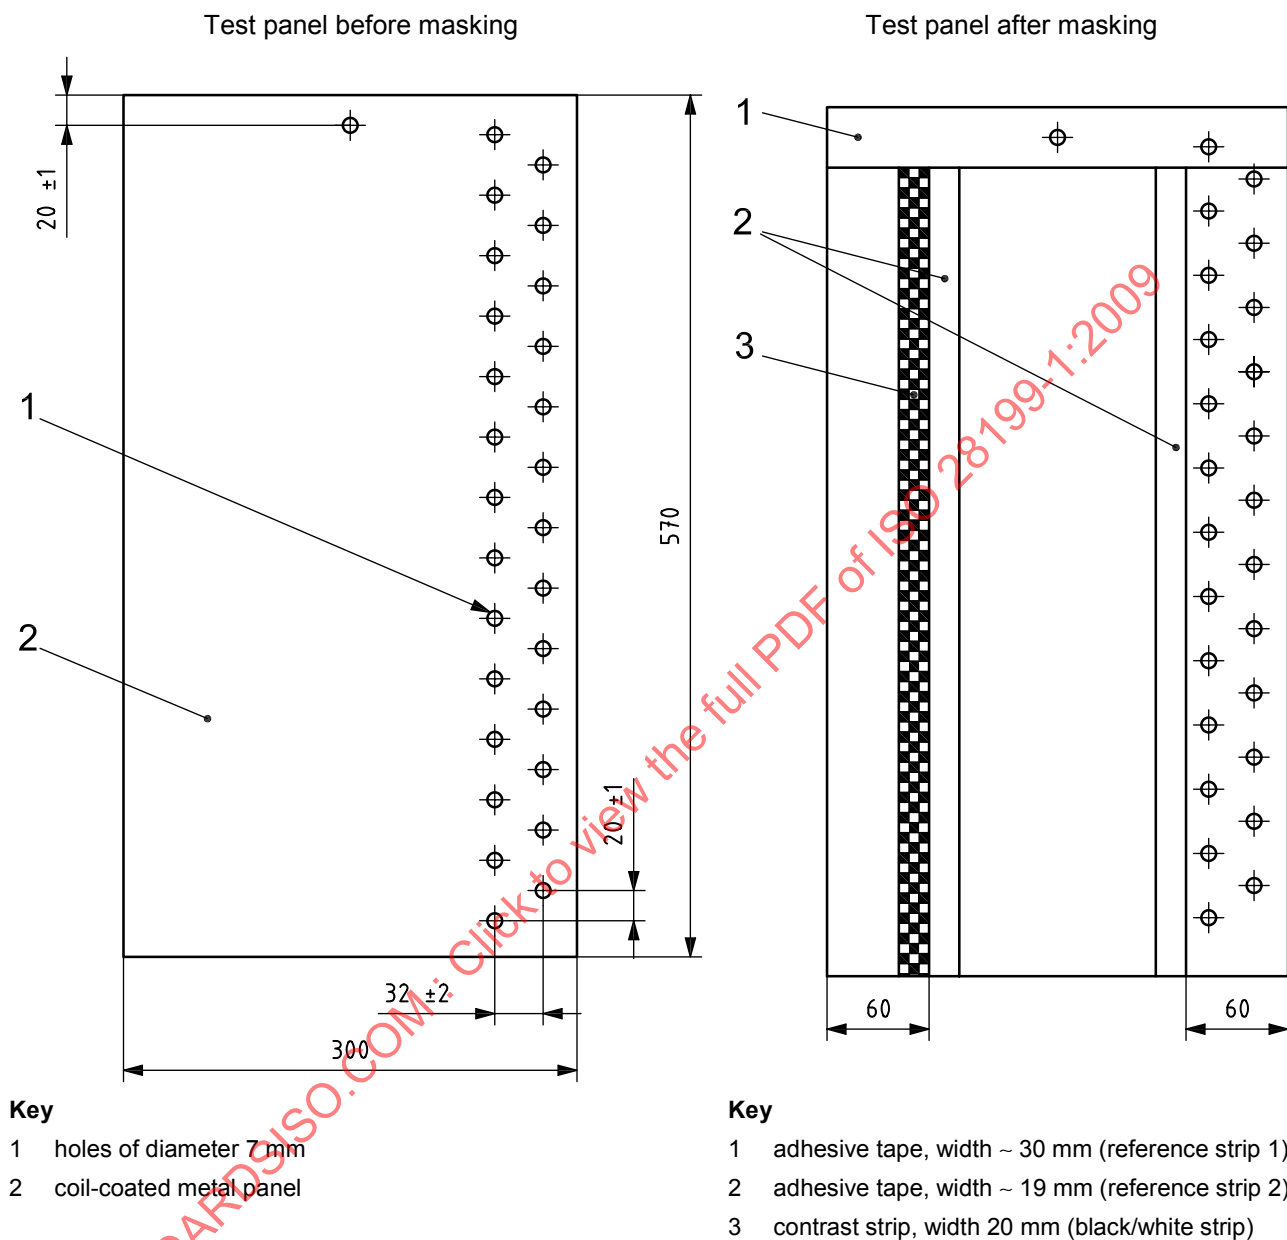 Test panel before masking
Test panel after masking
20 ±1
1
2
570
20 ±1
32 ±2
300
1
2
3
60
60
Key
1 holes of diameter 7 mm
2 coil-coated metal panel
Key
1 adhesive tape, width ~ 30 mm (reference strip 1)
2 adhesive tape, width ~ 19 mm (reference strip 2)
3 contrast strip, width 20 mm (black/white strip)
ARDSISO.COM: Click to view the full PDF of ISO 28199-1:2009